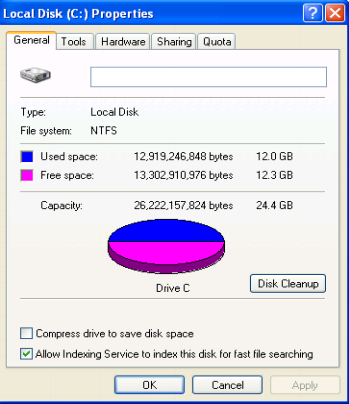 Local Disk (C:) Properties
General Tools Hardware Sharing Quota
Type: Local Disk
File system: NTFS
Used space: 12,919,246,848 bytes 12.0 GB
Free space: 13,302,910,976 bytes 12.3 GB
Capacity: 26,222,157,824 bytes 24.4 GB
Drive C
Disk Cleanup
Compress drive to save disk space
Allow Indexing Service to index this disk for fast file searching
OK Cancel Apply